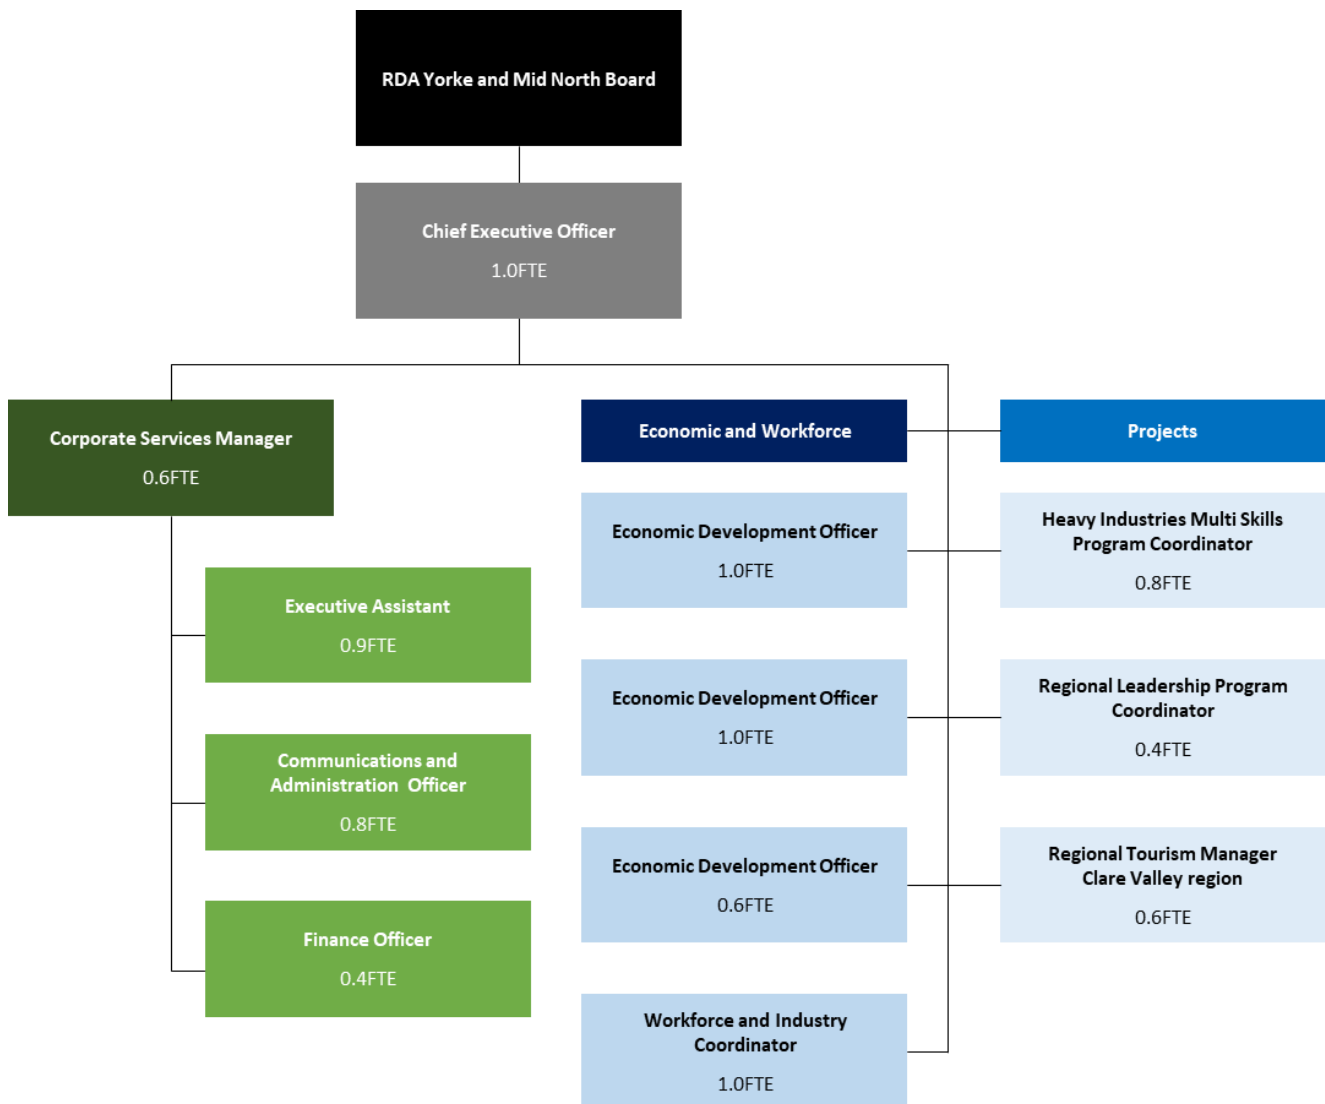 RDA Yorke and Mid North Board
Chief Executive Officer
1.0FTE
Corporate Services Manager
0.6FTE
Executive Assistant
0.9FTE
Communications and
Administration Officer
0.8FTE
Finance Officer
0.4FTE
Economic and Workforce
Economic Development Officer
1.0FTE
Economic Development Officer
1.0FTE
Economic Development Officer
0.6FTE
Workforce and Industry
Coordinator
1.0FTE
Projects
Heavy Industries Multi Skills
Program Coordinator
0.8FTE
Regional Leadership Program
Coordinator
0.4FTE
Regional Tourism Manager
Clare Valley region
0.6FTE